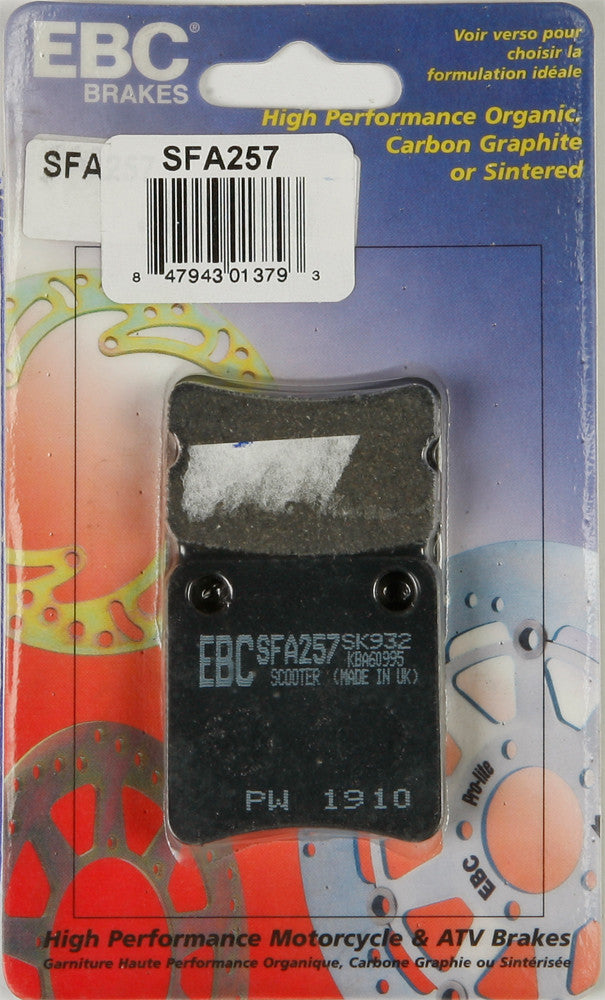 EBC
BRAKES
Voir verso pour
choisir la
formulation idéale
High Performance Organic,
Carbon Graphite
or Sintered
SFA257
SFA257
8 47943 01379 3
EBC SFA257 SK932
KBA60995
SCOOTER (MADE IN UK)
PW 1910
Pro-lite
EBC
High Performance Motorcycle & ATV Brakes
Garniture Haute Performance Organique, Carbone Graphie ou Sintérisée